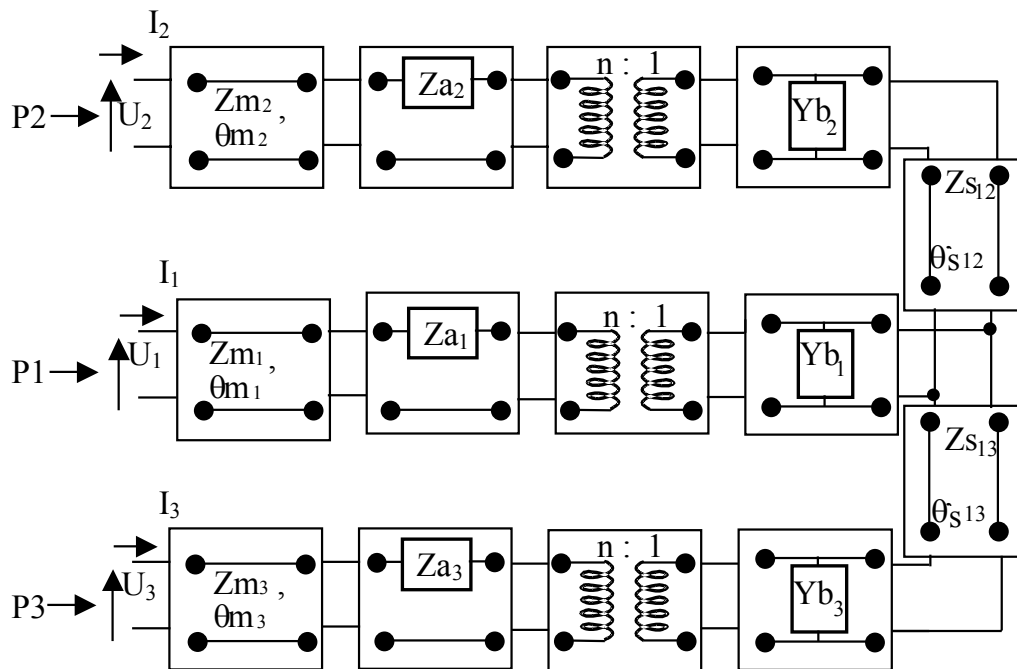 I₂
n : 1
P2
U₂
Zm₂ ,
θm₂
Za₂
Yb₂
Zs₁₂
θs₁₂
I₁
n : 1
P1
U₁
Zm₁ ,
θm₁
Za₁
Yb₁
Zs₁₃
θs₁₃
I₃
n : 1
P3
U₃
Zm₃ ,
θm₃
Za₃
Yb₃